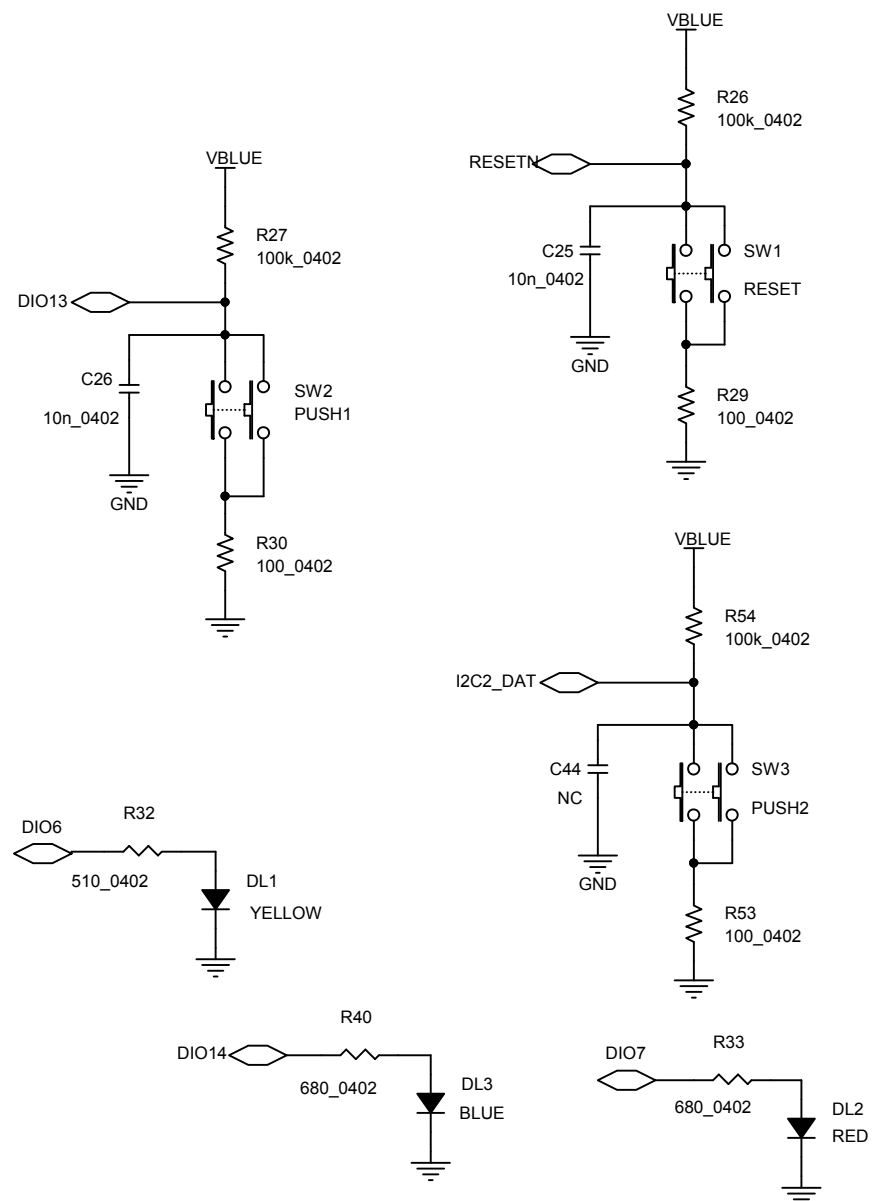 VBLUE
R26
100k_0402
RESETN
C25
10n_0402
SW1
RESET
GND
R29
100_0402
VBLUE
R27
100k_0402
DIO13
C26
10n_0402
SW2
PUSH1
GND
R30
100_0402
VBLUE
R54
100k_0402
I2C2_DAT
C44
NC
SW3
PUSH2
GND
R53
100_0402
DIO6
R32
510_0402
DL1
YELLOW
DIO14
R40
680_0402
DL3
BLUE
DIO7
R33
680_0402
DL2
RED